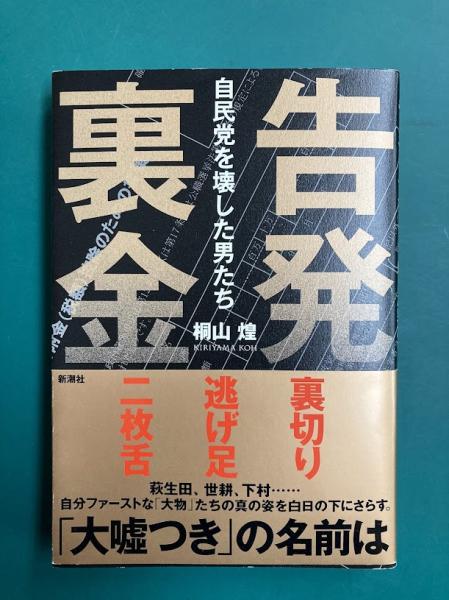 告発
裏金
自民党を壊した男たち
桐山 煌
KIRIYAMA KOH
新潮社
裏切り
逃げ足
二枚舌
萩生田、世耕、下村……
自分ファーストな「大物」たちの真の姿を白日の下にさらす。
「大嘘つき」の名前は